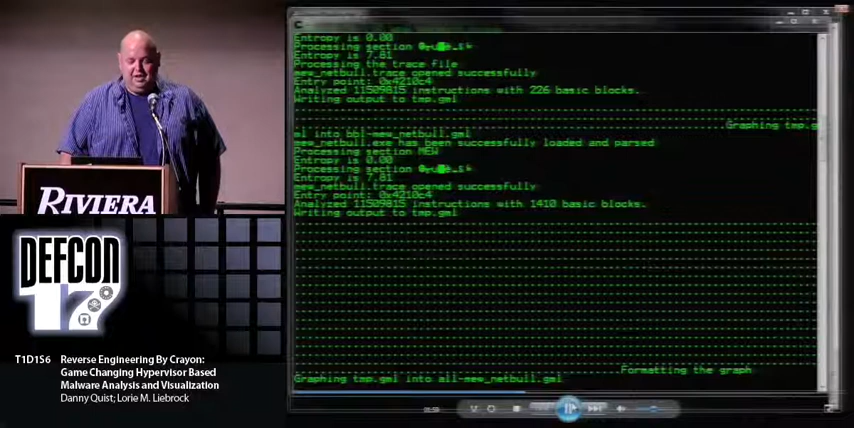 Entropy is 0.00
Processing section
Entropy is 7.81
Processing the trace file
mew_netbull.trace opened successfully
Entry point: 0x4210c4
Analyzed 11509815 instructions with 226 basic blocks.
Writing output to tmp.gml
Graphing tmp.g
ml into bbl-mew_netbull.gml
mew_netbull.exe has been successfully loaded and parsed
Processing section MEW
Entropy is 0.00
Processing section
Entropy is 7.81
mew_netbull.trace opened successfully
Entry point: 0x4210c4
Analyzed 11509815 instructions with 1410 basic blocks.
Writing output to tmp.gml
Formatting the graph
Graphing tmp.gml into all-mew_netbull.gml
RIVIERA
DEFCON
17
T1D1S6 Reverse Engineering By Crayon:
Game Changing Hypervisor Based
Malware Analysis and Visualization
Danny Quist; Lorie M. Liebrock